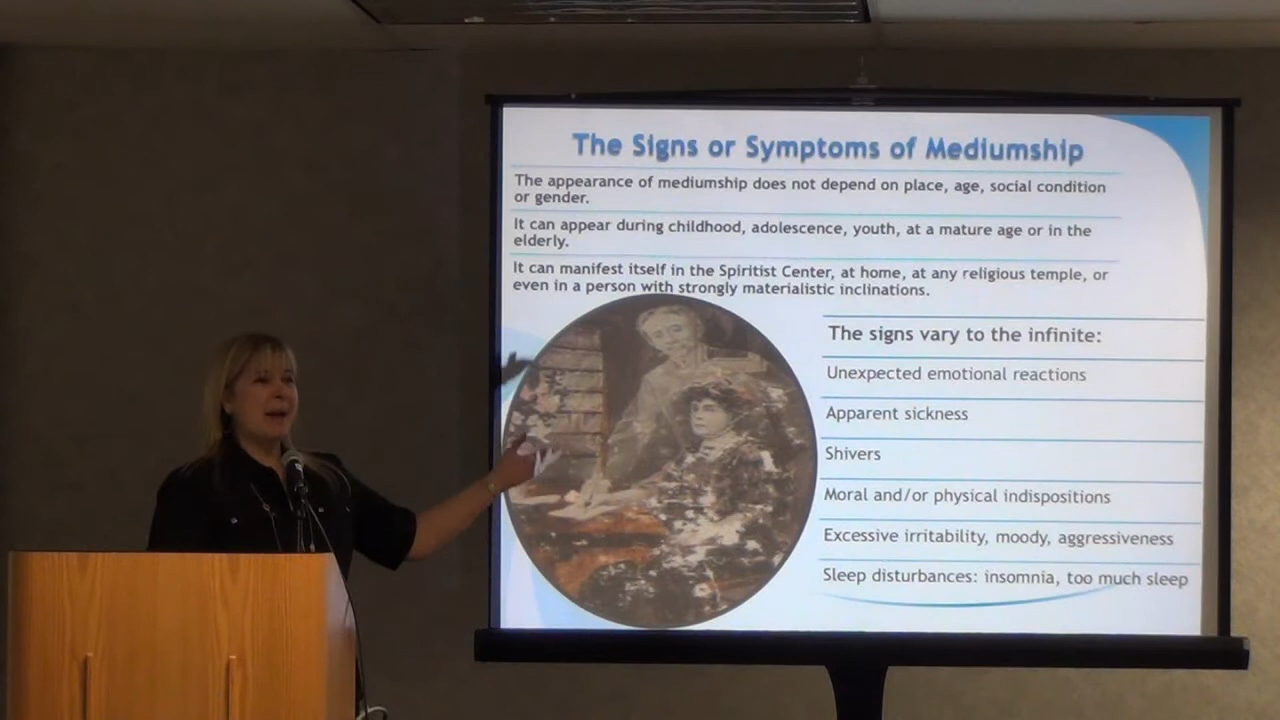 The Signs or Symptoms of Mediumship
The appearance of mediumship does not depend on place, age, social condition
or gender.
It can appear during childhood, adolescence, youth, at a mature age or in the
elderly.
It can manifest itself in the Spiritist Center, at home, at any religious temple, or
even in a person with strongly materialistic inclinations.
The signs vary to the infinite:
Unexpected emotional reactions
Apparent sickness
Shivers
Moral and/or physical indispositions
Excessive irritability, moody, aggressiveness
Sleep disturbances: insomnia, too much sleep